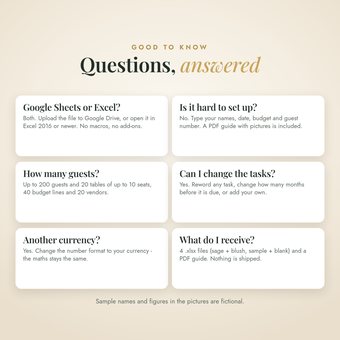 GOOD TO KNOW
Questions, answered
Google Sheets or Excel?
Both. Upload the file to Google Drive, or open it in
Excel 2016 or newer. No macros, no add-ons.
Is it hard to set up?
No. Type your names, date, budget and guest
number. A PDF guide with pictures is included.
How many guests?
Up to 200 guests and 20 tables of up to 10 seats,
40 budget lines and 20 vendors.
Can I change the tasks?
Yes. Reword any task, change how many months
before it is due, or add your own.
Another currency?
Yes. Change the number format to your currency -
the maths stays the same.
What do I receive?
4 .xlsx files (sage + blush, sample + blank) and a
PDF guide. Nothing is shipped.
Sample names and figures in the pictures are fictional.